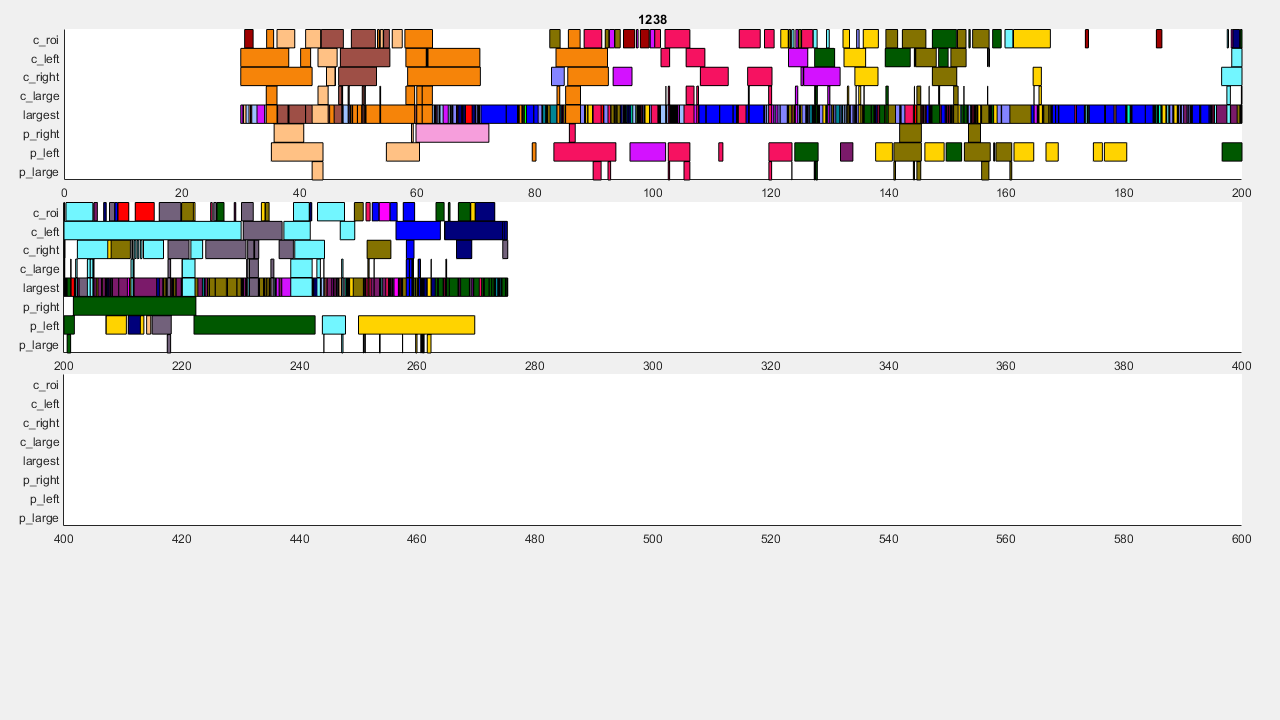 1238
c_roi
c_left
c_right
c_large
largest
p_right
p_left
p_large
0 20 40 60 80 100 120 140 160 180 200
c_roi
c_left
c_right
c_large
largest
p_right
p_left
p_large
200 220 240 260 280 300 320 340 360 380 400
c_roi
c_left
c_right
c_large
largest
p_right
p_left
p_large
400 420 440 460 480 500 520 540 560 580 600